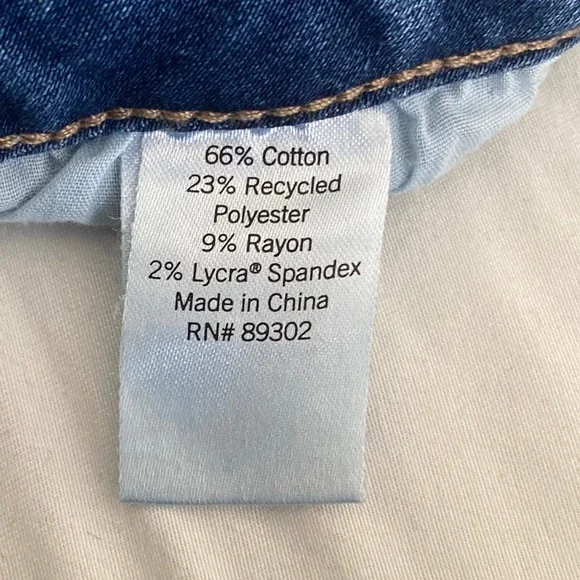 66% Cotton
23% Recycled
Polyester
9% Rayon
2% Lycra® Spandex
Made in China
RN# 89302